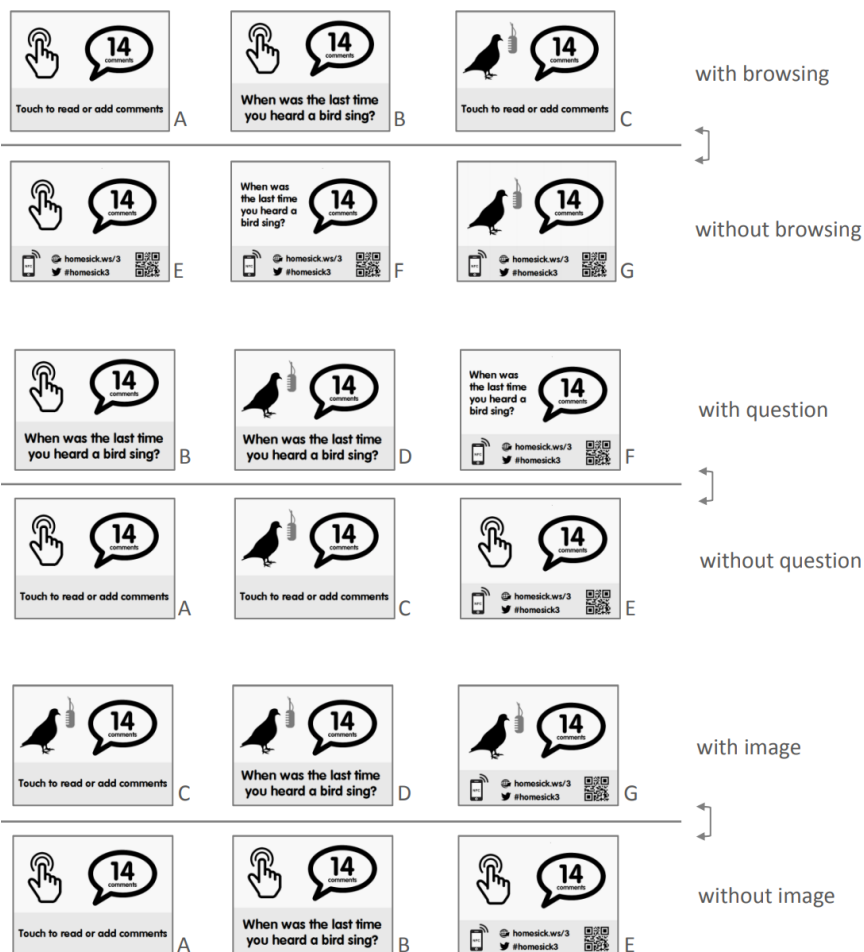 14
comments
Touch to read or add comments
A
14
comments
When was the last time
you heard a bird sing?
B
14
comments
Touch to read or add comments
C
with browsing
14
comments
NFC
homesick.ws/3
#homesick3
E
When was
the last time
you heard a
bird sing?
14
comments
NFC
homesick.ws/3
#homesick3
F
14
comments
NFC
homesick.ws/3
#homesick3
G
without browsing
14
comments
When was the last time
you heard a bird sing?
B
14
comments
When was the last time
you heard a bird sing?
D
When was
the last time
you heard a
bird sing?
14
comments
NFC
homesick.ws/3
#homesick3
F
with question
14
comments
Touch to read or add comments
A
14
comments
Touch to read or add comments
C
14
comments
NFC
homesick.ws/3
#homesick3
E
without question
14
comments
Touch to read or add comments
C
14
comments
When was the last time
you heard a bird sing?
D
14
comments
NFC
homesick.ws/3
#homesick3
G
with image
14
comments
Touch to read or add comments
A
14
comments
When was the last time
you heard a bird sing?
B
14
comments
NFC
homesick.ws/3
#homesick3
E
without image